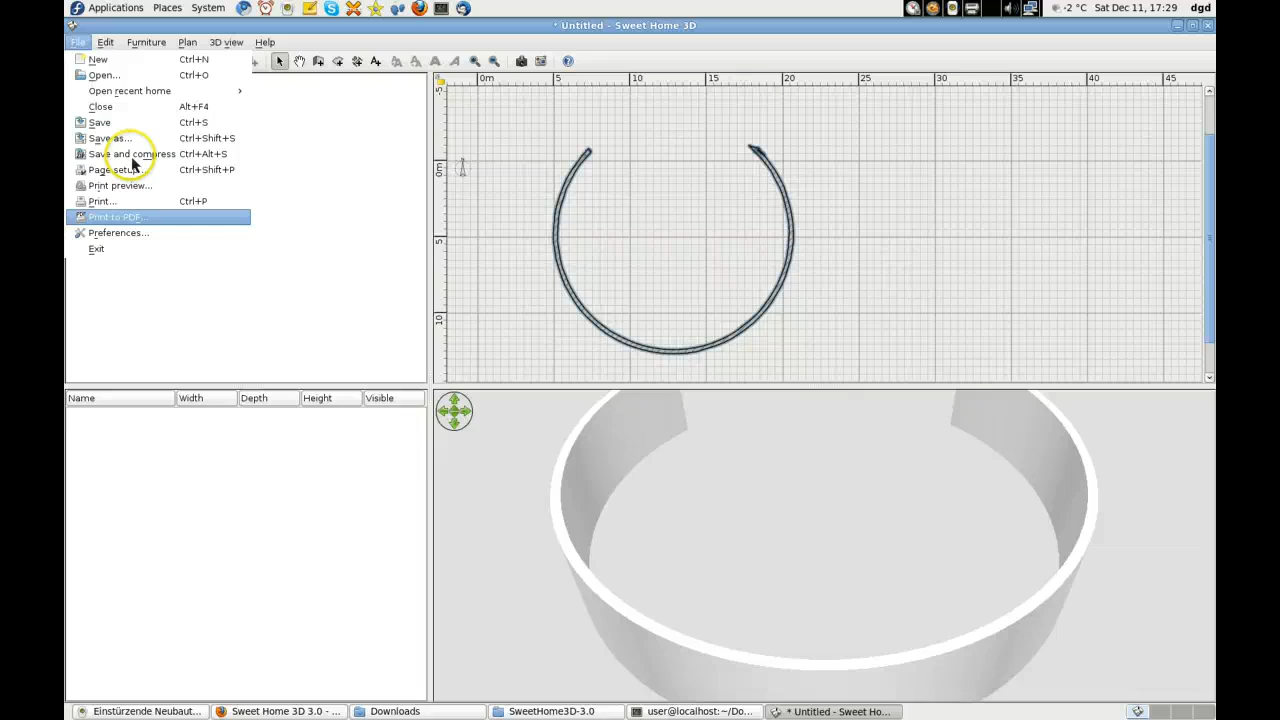 Applications Places System
-2 °C Sat Dec 11, 17:29 dgd
* Untitled - Sweet Home 3D
File Edit Furniture Plan 3D view Help
New Ctrl+N
Open... Ctrl+O
Open recent home
Close Alt+F4
Save Ctrl+S
Save as... Ctrl+Shift+S
Save and compress Ctrl+Alt+S
Page setup... Ctrl+Shift+P
Print preview...
Print... Ctrl+P
Print to PDF...
Preferences...
Exit
0m 5 10 15 20 25 30 35 40 45
-5
0m
5
10
Name Width Depth Height Visible
Einstürzende Neubaut... Sweet Home 3D 3.0 - ... Downloads SweetHome3D-3.0 user@localhost:~/Do... * Untitled - Sweet Ho...